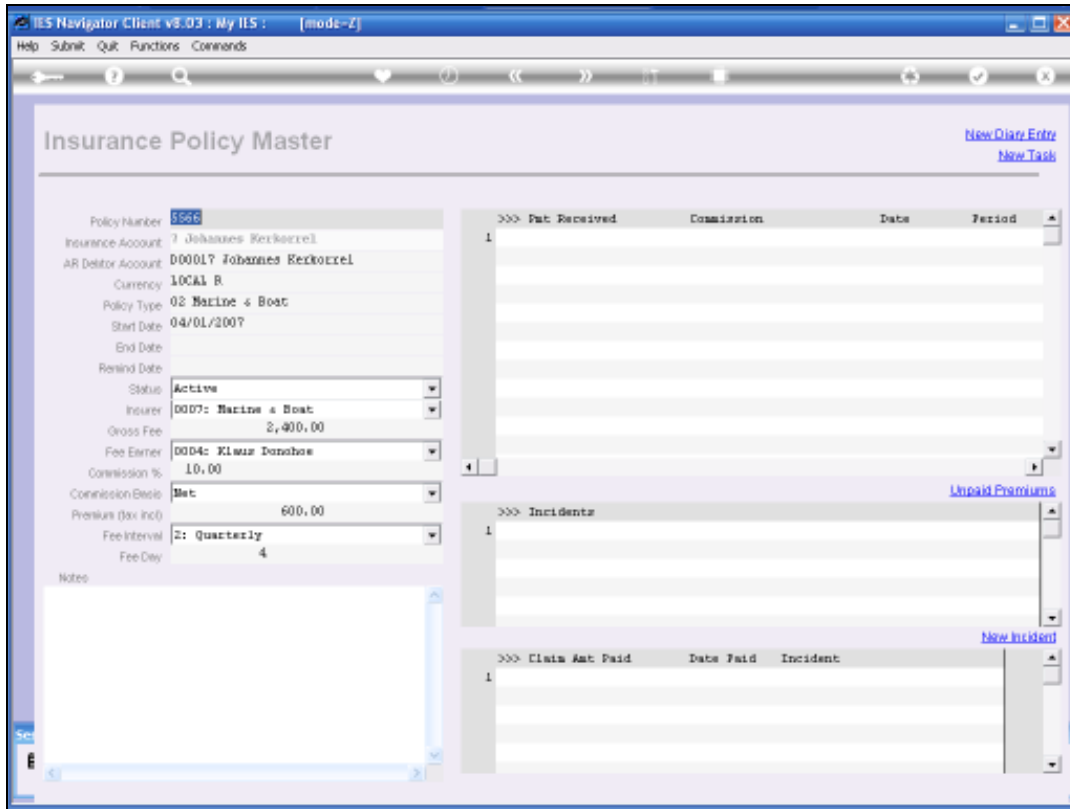 IES Navigator Client v8.03 : My IES : [mode-Z]
Help Submit Quit Functions Commands
Insurance Policy Master
New Diary Entry
New Task
Policy Number 5566
Insurance Account 7 Johannes Kerkorrel
AR Debtor Account D00017 Johannes Kerkorrel
Currency LOCAL R
Policy Type 02 Marine & Boat
Start Date 04/01/2007
End Date
Remind Date
Status Active
Insurer 0007: Marine & Boat
Gross Fee 2,400.00
Fee Earner 0004: Klaus Donohoe
Commission % 10.00
Commission Basis Net
Premium (tax incl) 600.00
Fee Interval 2: Quarterly
Fee Day 4
Notes
>>> Pmt Received Commission Date Period
1
Unpaid Premiums
>>> Incidents
1
New Incident
>>> Claim Amt Paid Date Paid Incident
1